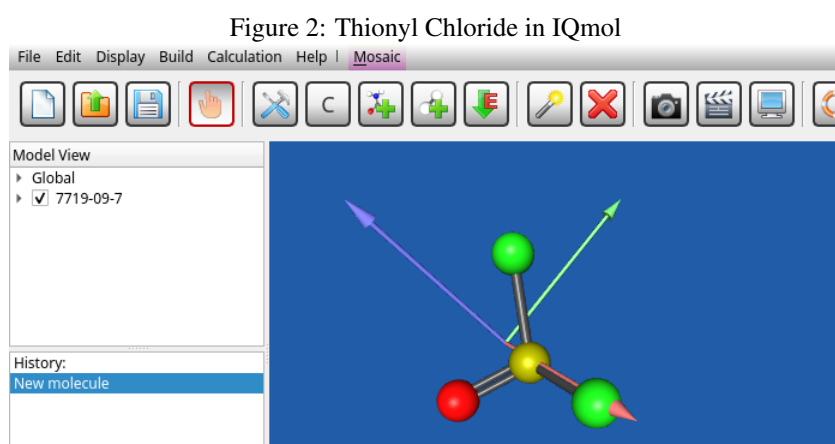 Figure 2: Thionyl Chloride in IQmol
File Edit Display Build Calculation Help Mosaic
C E
Model View
Global
7719-09-7
History:
New molecule